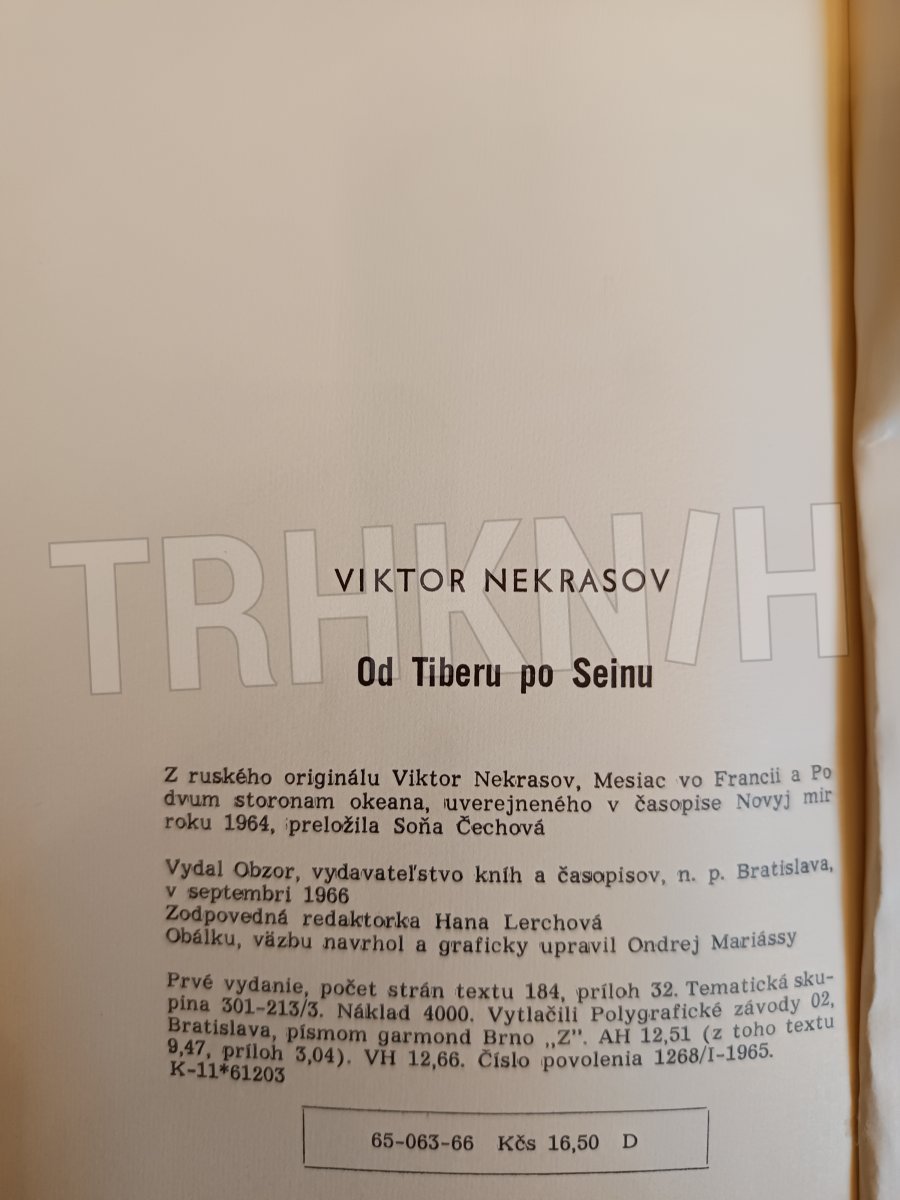 TRHKNIH
VIKTOR NEKRASOV
Od Tiberu po Seinu
Z ruského originálu Viktor Nekrasov, Mesiac vo Francii a Po
dvum storonam okeana, uverejneného v časopise Novyj mir
roku 1964, preložila Soňa Čechová
Vydal Obzor, vydavateľstvo kníh a časopisov, n. p. Bratislava,
v septembri 1966
Zodpovedná redaktorka Hana Lerchová
Obálku, väzbu navrhol a graficky upravil Ondrej Mariássy
Prvé vydanie, počet strán textu 184, príloh 32. Tematická sku-
pina 301-213/3. Náklad 4000. Vytlačili Polygrafické závody 02,
Bratislava, písmom garmond Brno „Z". AH 12,51 (z toho textu
9,47, príloh 3,04). VH 12,66. Číslo povolenia 1268/I-1965.
K-11*61203
65-063-66 Kčs 16,50 D